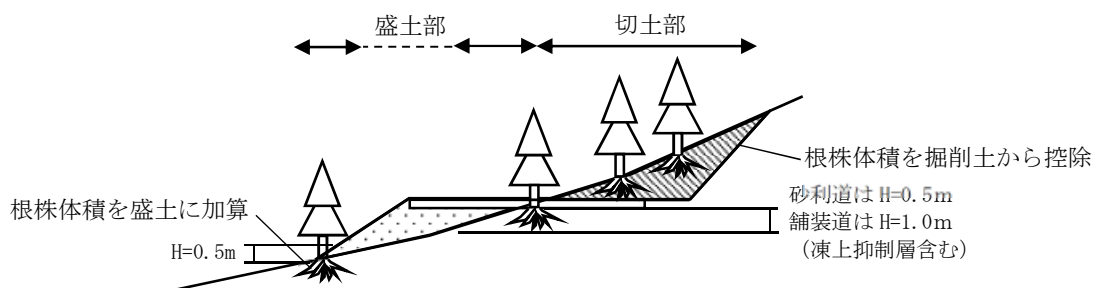 盛土部
切土部
根株体積を掘削土から控除
砂利道は H=0.5m
舗装道は H=1.0m
(凍上抑制層含む)
根株体積を盛土に加算
H=0.5m